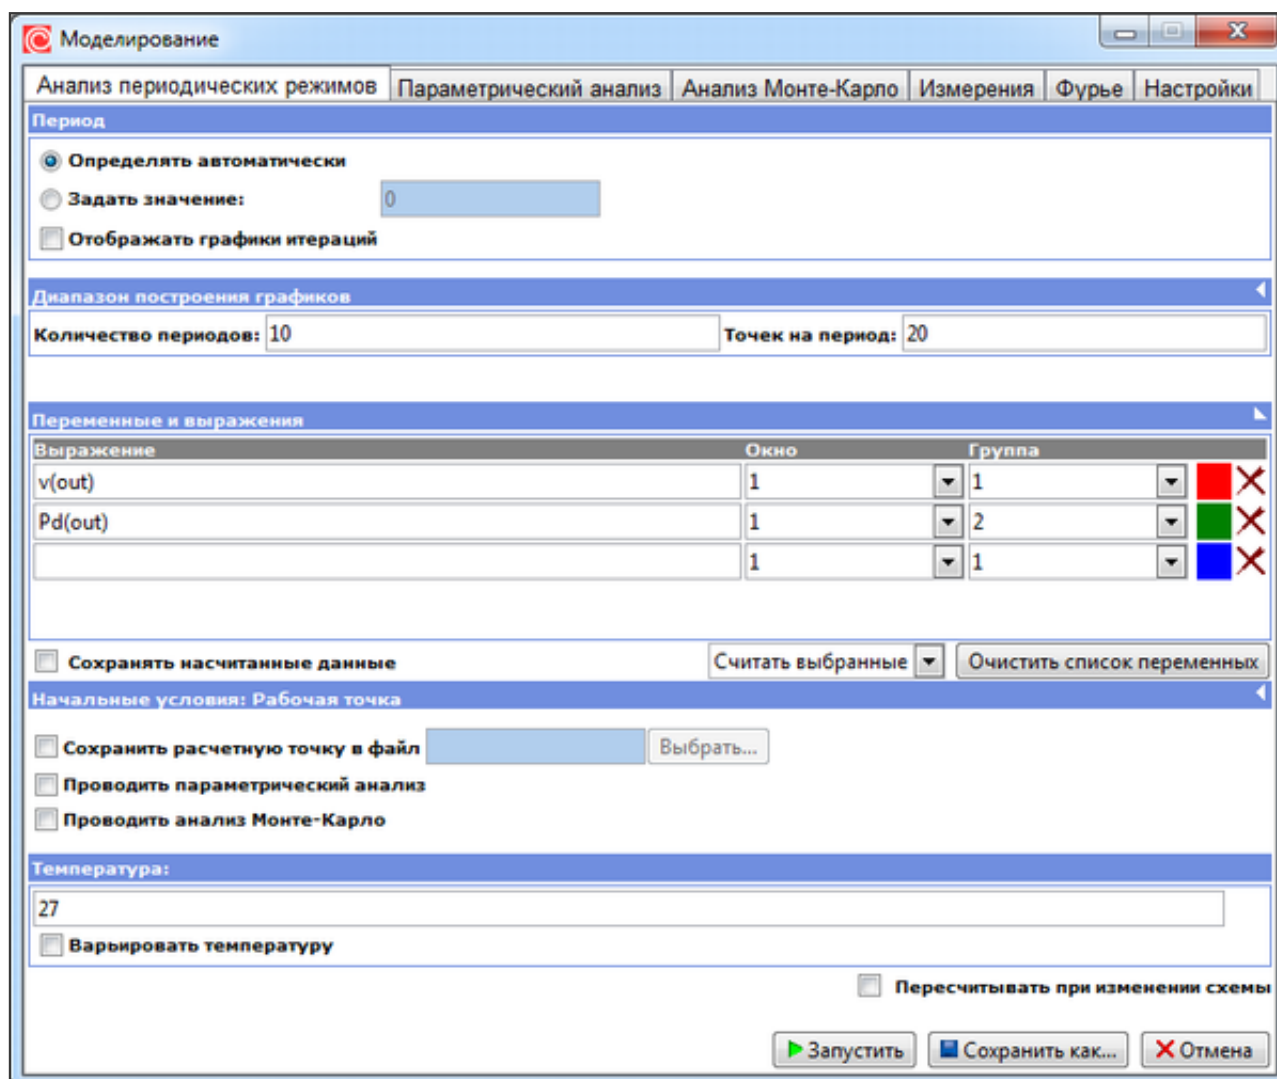 Моделирование
Анализ периодических режимов Параметрический анализ Анализ Монте-Карло Измерения Фурье Настройки
Период
Определять автоматически
Задать значение: 0
Отображать графики итераций
Диапазон построения графиков
Количество периодов: 10 Точек на период: 20
Переменные и выражения
Выражение Окно Группа
v(out) 1 1
Pd(out) 1 2
1 1
Сохранять насчитанные данные Считать выбранные Очистить список переменных
Начальные условия: Рабочая точка
Сохранить расчетную точку в файл Выбрать...
Проводить параметрический анализ
Проводить анализ Монте-Карло
Температура:
27
Варьировать температуру
Пересчитывать при изменении схемы
Запустить Сохранить как... Отмена